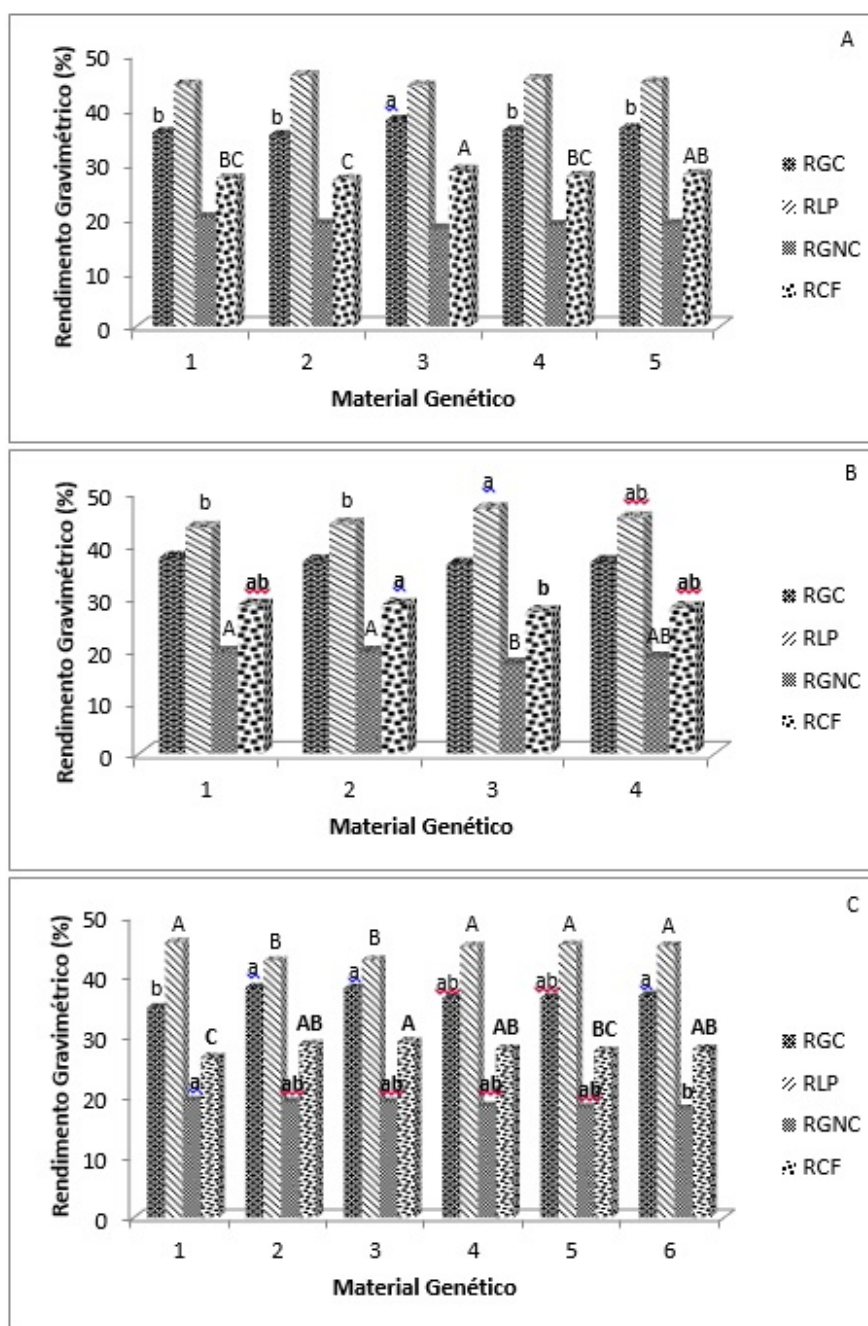 A
Rendimento Gravimétrico (%)
50
40
30
20
10
0
b b a b b
BC C A BC AB
1 2 3 4 5
Material Genético
RGC
RLP
RGNC
RCF
B
Rendimento Gravimétrico (%)
50
40
30
20
10
0
b b a ab
ab a b ab
A A B AB
1 2 3 4
Material Genético
RGC
RLP
RGNC
RCF
C
Rendimento Gravimétrico (%)
50
40
30
20
10
0
A B B A A A
b a a ab ab a
C AB A AB BC AB
a ab ab ab ab b
1 2 3 4 5 6
Material Genético
RGC
RLP
RGNC
RCF